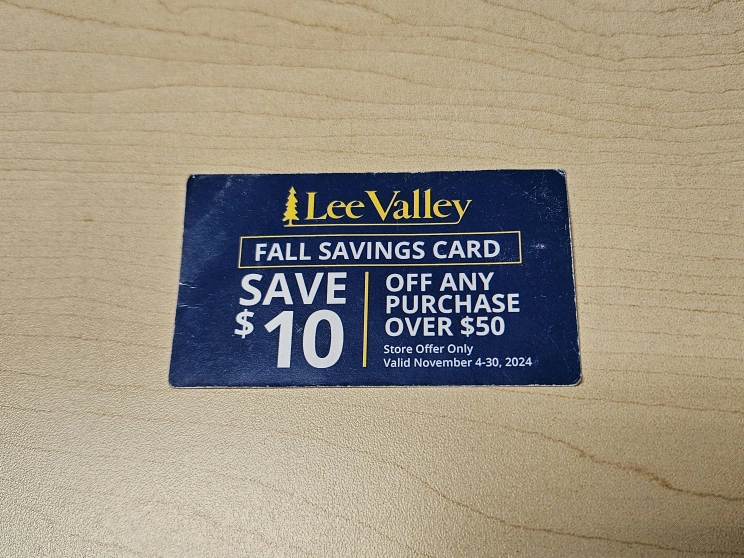 Lee Valley
FALL SAVINGS CARD
SAVE
$10
OFF ANY
PURCHASE
OVER $50
Store Offer Only
Valid November 4-30, 2024